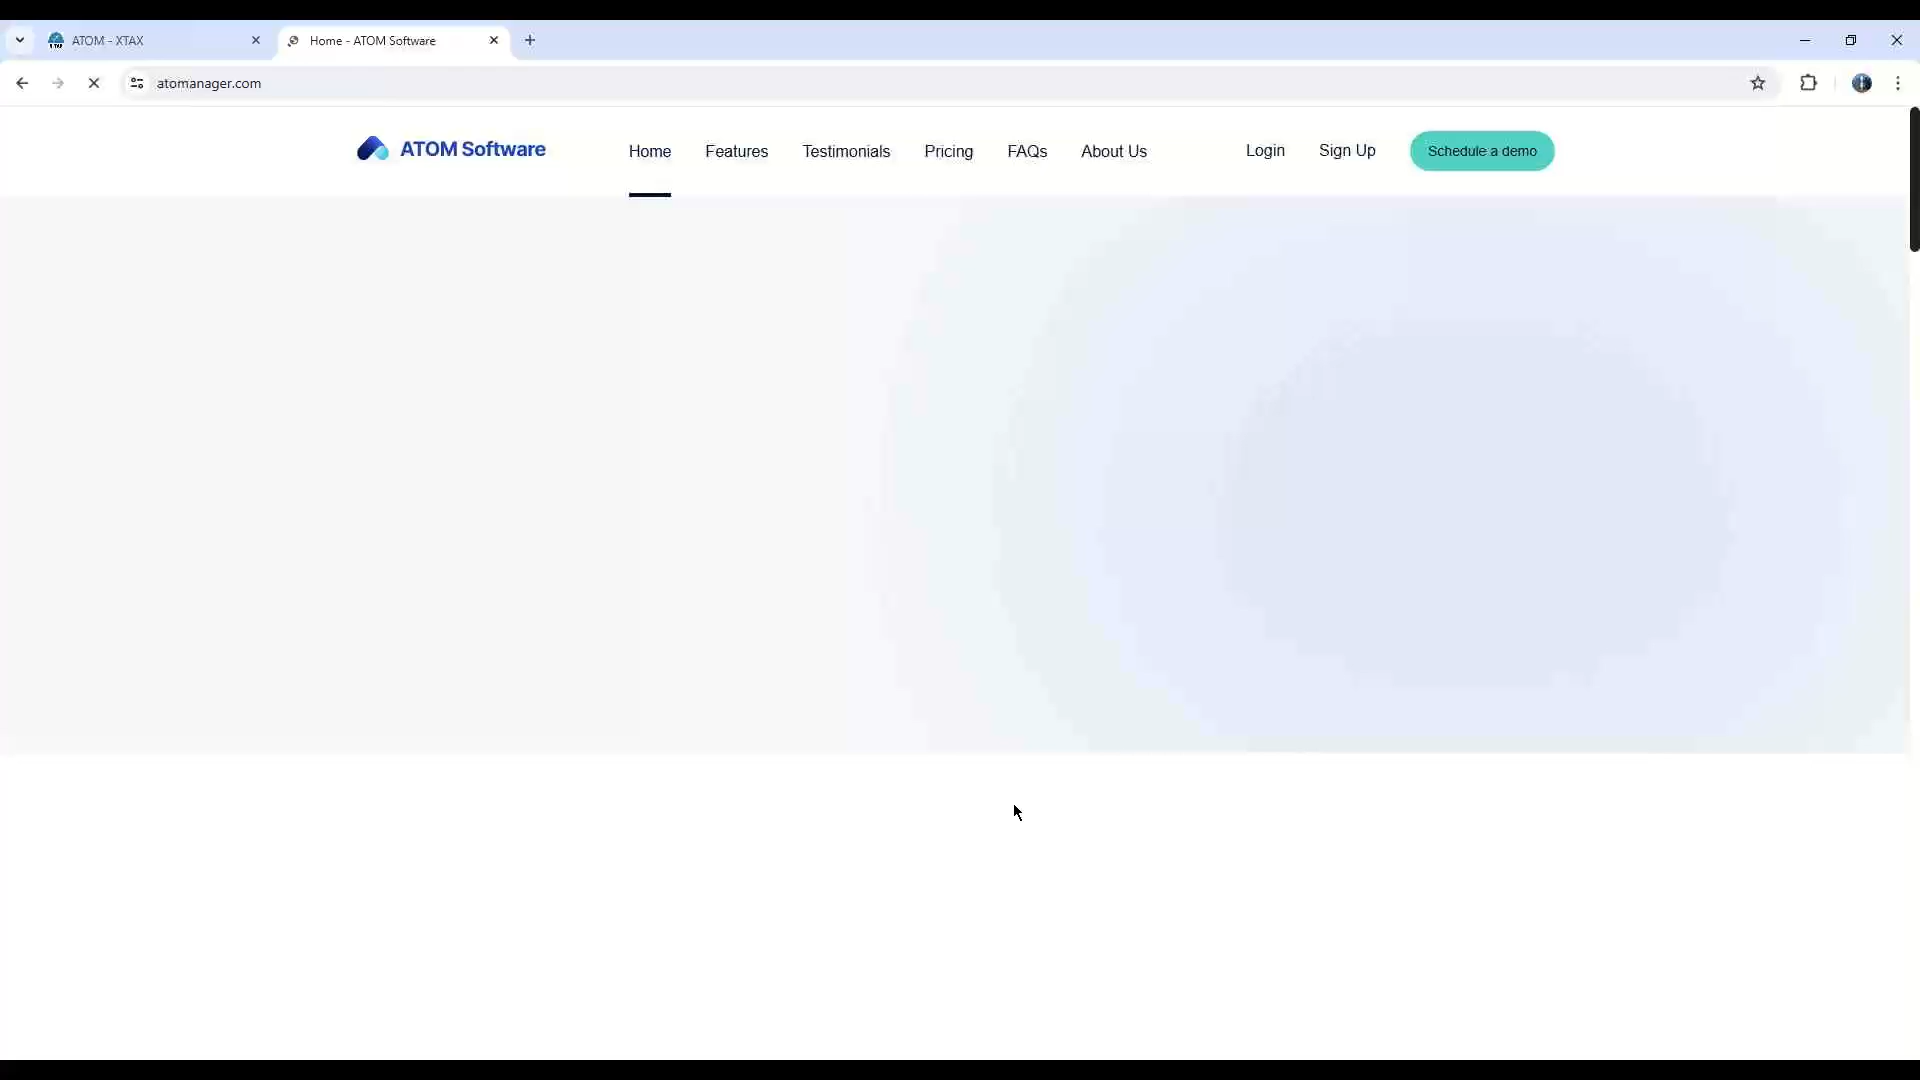 ATOM - XTAX
Home - ATOM Software
atomanager.com
ATOM Software
Home
Features
Testimonials
Pricing
FAQs
About Us
Login
Sign Up
Schedule a demo